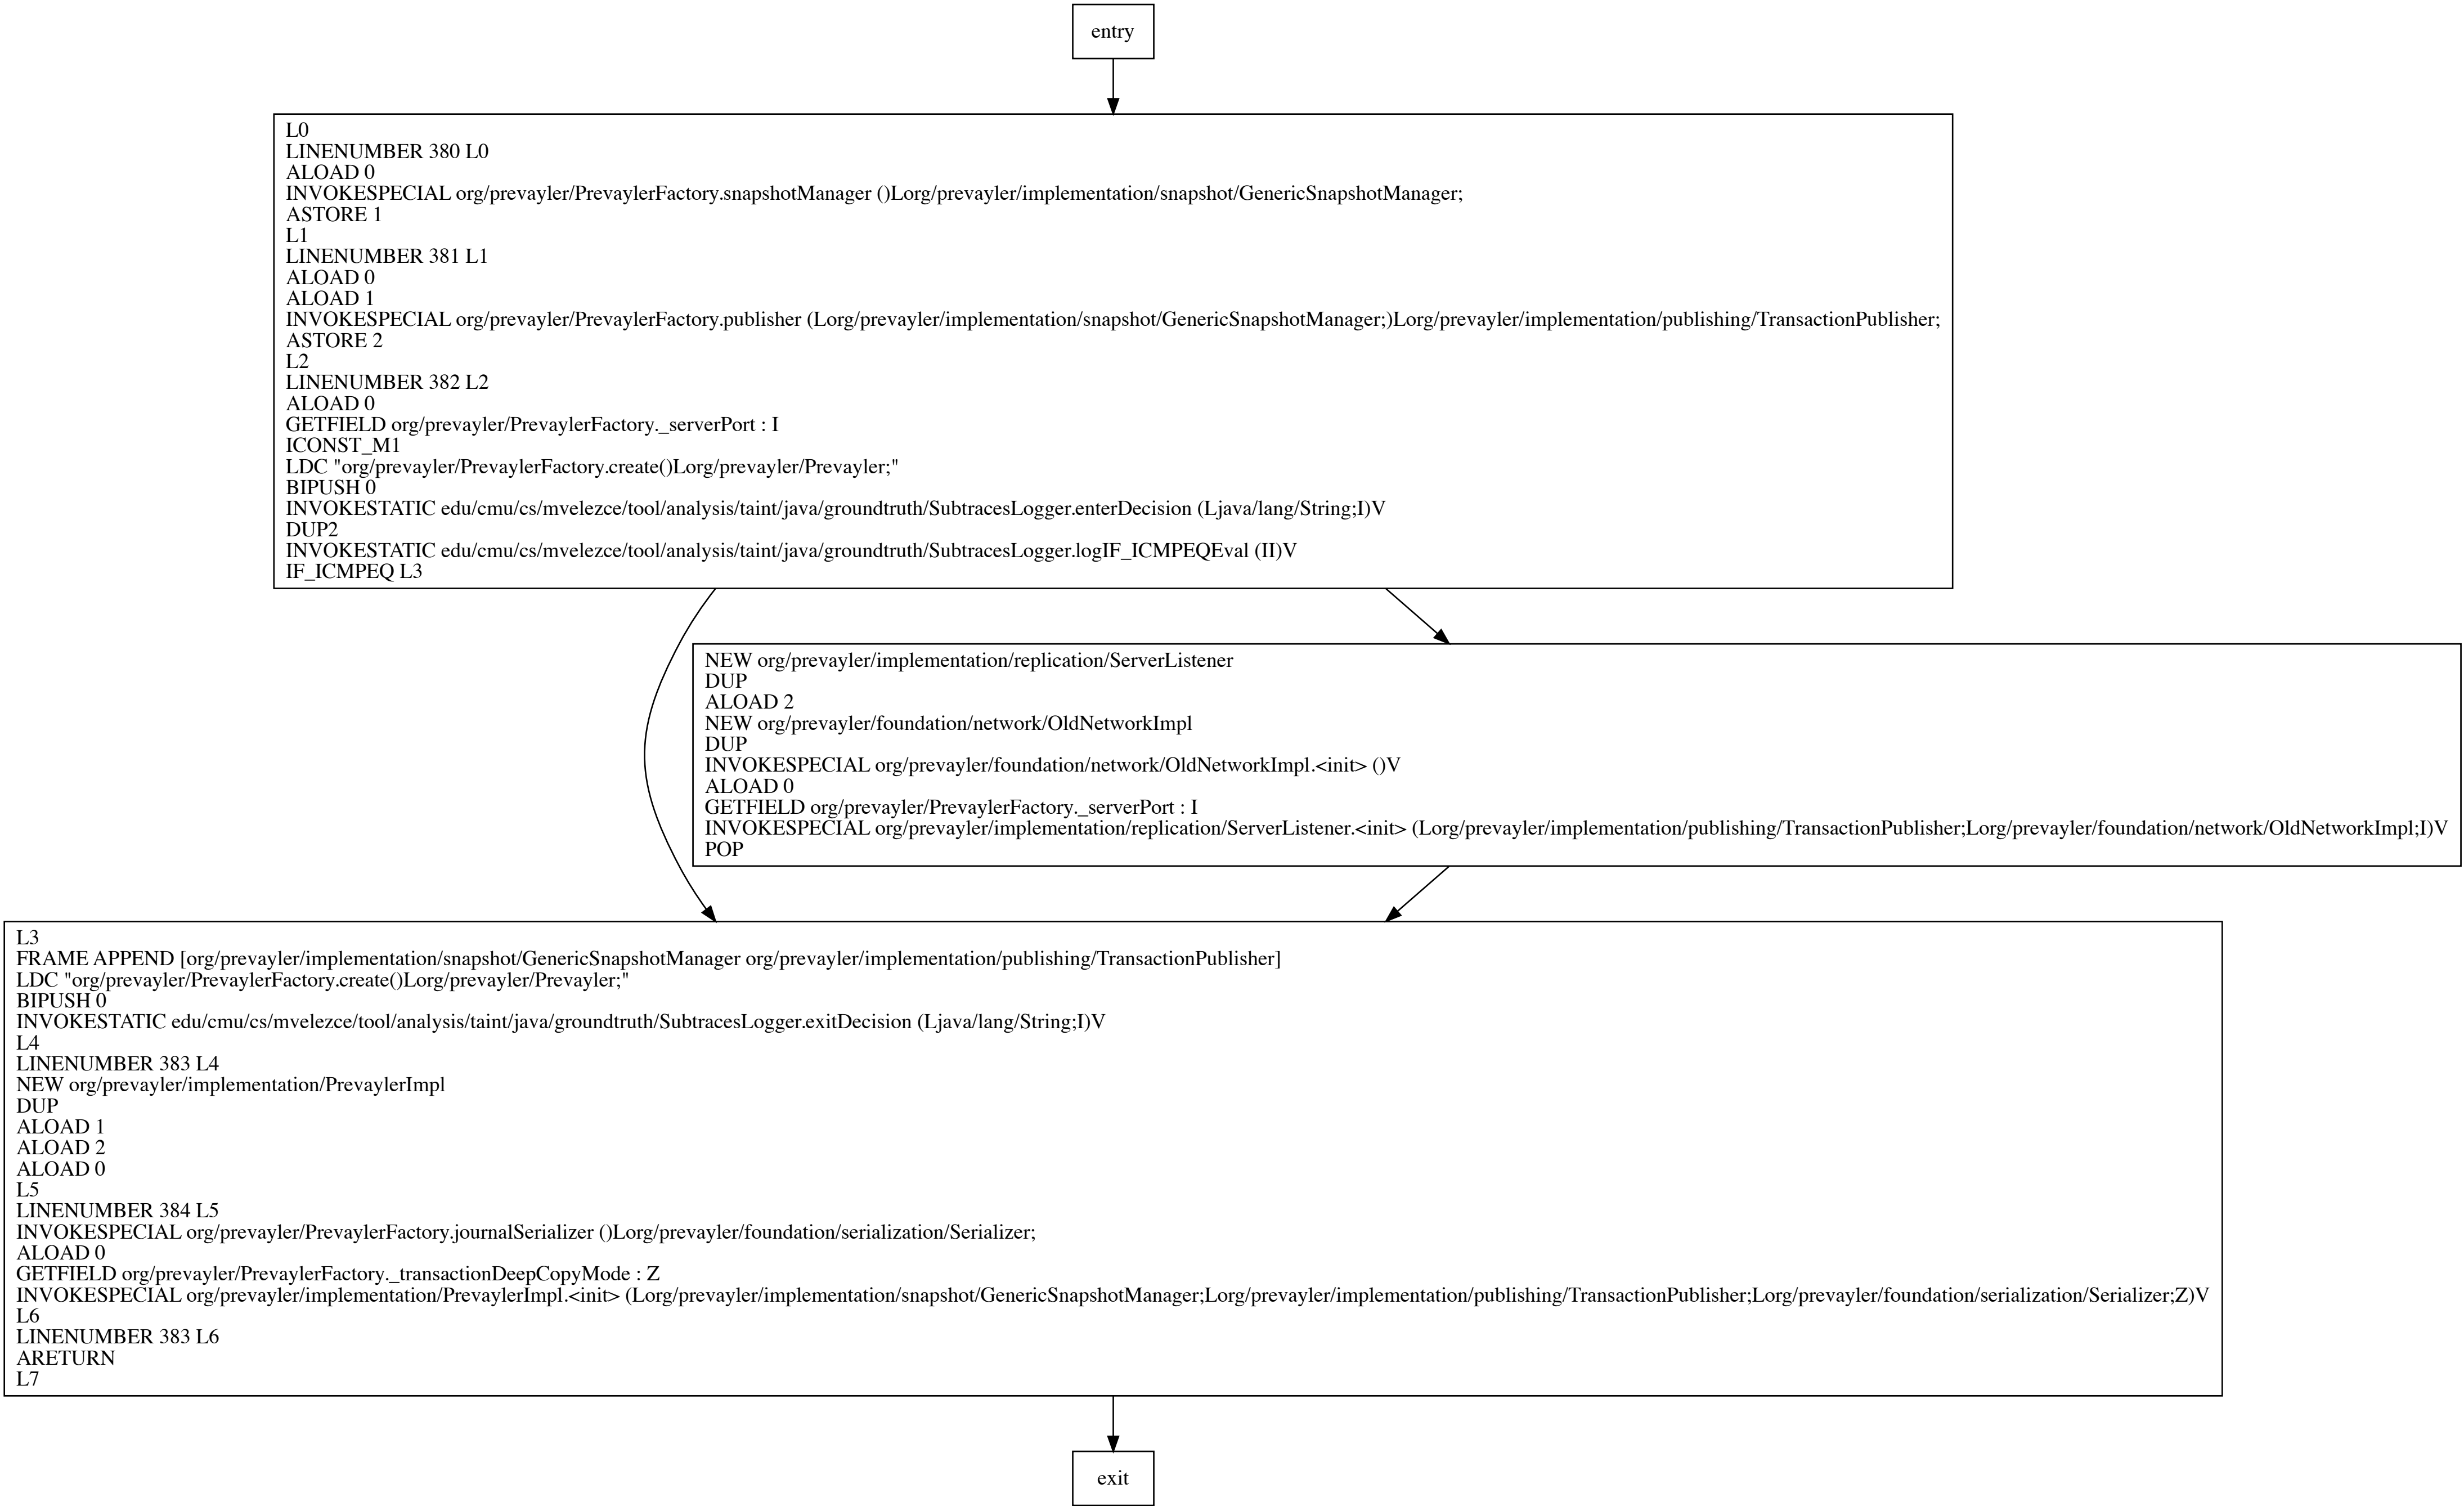 entry
L0
LINENUMBER 380 L0
ALOAD 0
INVOKESPECIAL org/prevayler/PrevaylerFactory.snapshotManager ()Lorg/prevayler/implementation/snapshot/GenericSnapshotManager;
ASTORE 1
L1
LINENUMBER 381 L1
ALOAD 0
ALOAD 1
INVOKESPECIAL org/prevayler/PrevaylerFactory.publisher (Lorg/prevayler/implementation/snapshot/GenericSnapshotManager;)Lorg/prevayler/implementation/publishing/TransactionPublisher;
ASTORE 2
L2
LINENUMBER 382 L2
ALOAD 0
GETFIELD org/prevayler/PrevaylerFactory._serverPort : I
ICONST_M1
LDC "org/prevayler/PrevaylerFactory.create()Lorg/prevayler/Prevayler;"
BIPUSH 0
INVOKESTATIC edu/cmu/cs/mvelezce/tool/analysis/taint/java/groundtruth/SubtracesLogger.enterDecision (Ljava/lang/String;I)V
DUP2
INVOKESTATIC edu/cmu/cs/mvelezce/tool/analysis/taint/java/groundtruth/SubtracesLogger.logIF_ICMPEQEval (II)V
IF_ICMPEQ L3
NEW org/prevayler/implementation/replication/ServerListener
DUP
ALOAD 2
NEW org/prevayler/foundation/network/OldNetworkImpl
DUP
INVOKESPECIAL org/prevayler/foundation/network/OldNetworkImpl.<init> ()V
ALOAD 0
GETFIELD org/prevayler/PrevaylerFactory._serverPort : I
INVOKESPECIAL org/prevayler/implementation/replication/ServerListener.<init> (Lorg/prevayler/implementation/publishing/TransactionPublisher;Lorg/prevayler/foundation/network/OldNetworkImpl;I)V
POP
L3
FRAME APPEND [org/prevayler/implementation/snapshot/GenericSnapshotManager org/prevayler/implementation/publishing/TransactionPublisher]
LDC "org/prevayler/PrevaylerFactory.create()Lorg/prevayler/Prevayler;"
BIPUSH 0
INVOKESTATIC edu/cmu/cs/mvelezce/tool/analysis/taint/java/groundtruth/SubtracesLogger.exitDecision (Ljava/lang/String;I)V
L4
LINENUMBER 383 L4
NEW org/prevayler/implementation/PrevaylerImpl
DUP
ALOAD 1
ALOAD 2
ALOAD 0
L5
LINENUMBER 384 L5
INVOKESPECIAL org/prevayler/PrevaylerFactory.journalSerializer ()Lorg/prevayler/foundation/serialization/Serializer;
ALOAD 0
GETFIELD org/prevayler/PrevaylerFactory._transactionDeepCopyMode : Z
INVOKESPECIAL org/prevayler/implementation/PrevaylerImpl.<init> (Lorg/prevayler/implementation/snapshot/GenericSnapshotManager;Lorg/prevayler/implementation/publishing/TransactionPublisher;Lorg/prevayler/foundation/serialization/Serializer;Z)V
L6
LINENUMBER 383 L6
ARETURN
L7
exit